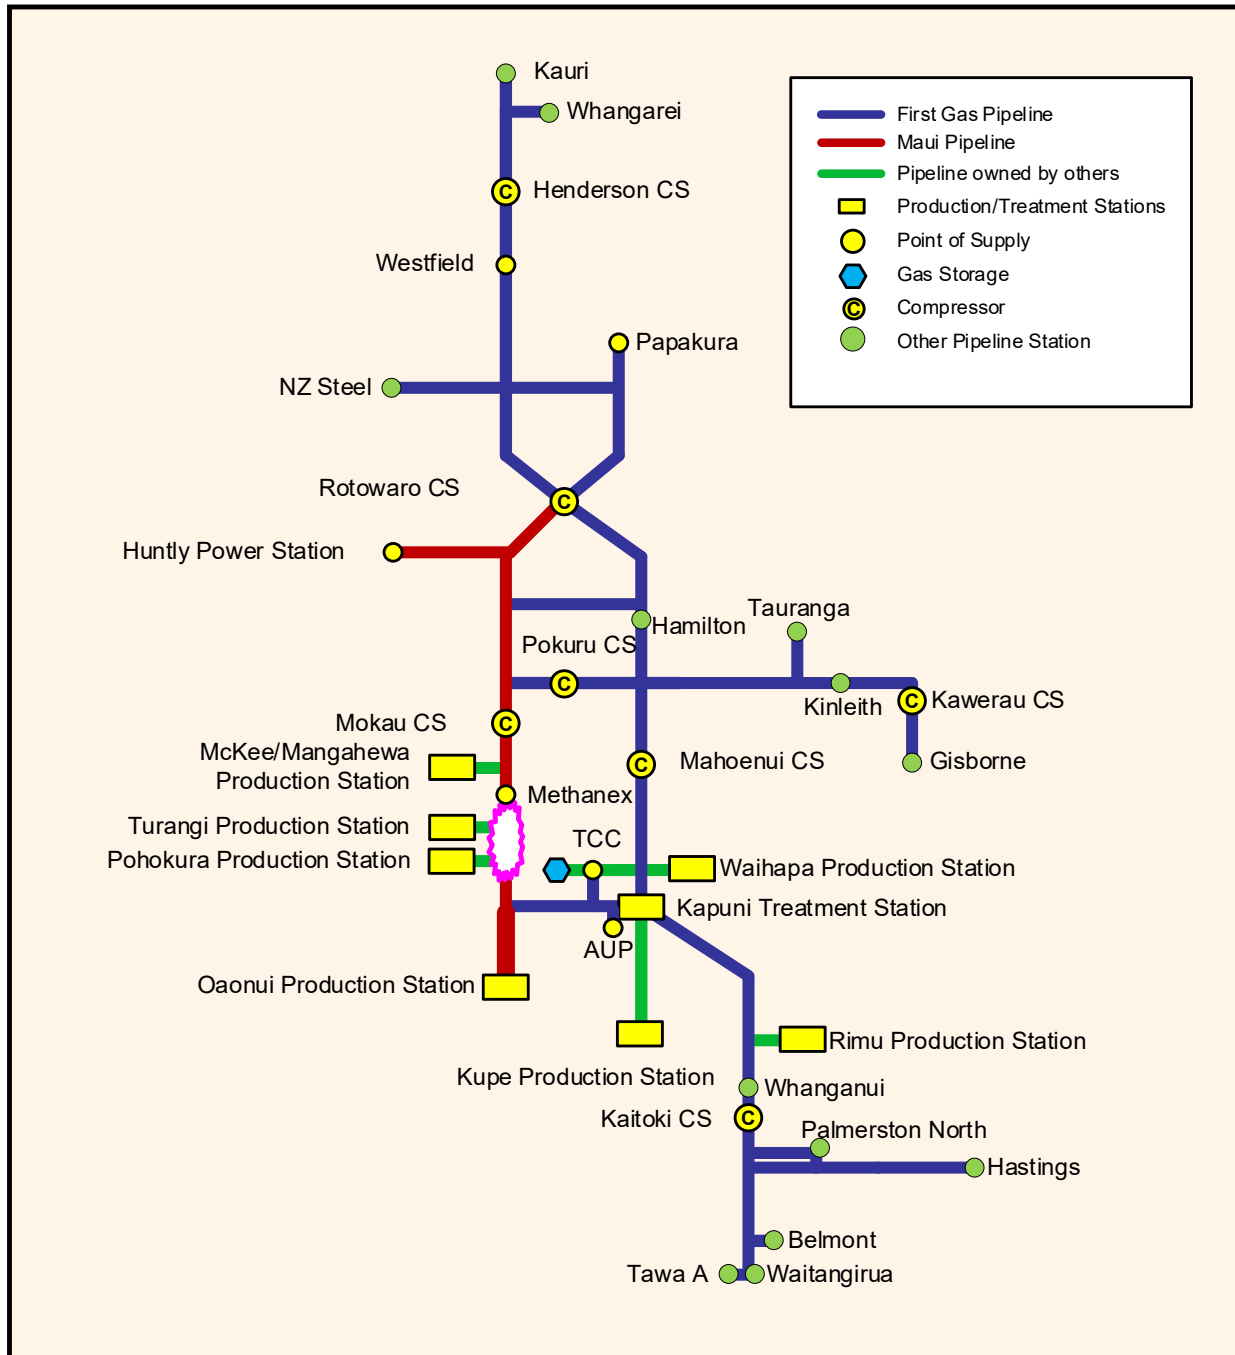 Kauri
Whangarei
Henderson CS
Westfield
Papakura
NZ Steel
Rotowaro CS
Huntly Power Station
Tauranga
Hamilton
Pokuru CS
Kinleith
Kawerau CS
Mokau CS
McKee/Mangahewa
Production Station
Mahoenui CS
Gisborne
Methanex
Turangi Production Station
TCC
Pohokura Production Station
Waihapa Production Station
Kapuni Treatment Station
AUP
Oaonui Production Station
Rimu Production Station
Kupe Production Station
Whanganui
Kaitoki CS
Palmerston North
Hastings
Belmont
Tawa A
Waitangirua
First Gas Pipeline
Maui Pipeline
Pipeline owned by others
Production/Treatment Stations
Point of Supply
Gas Storage
C
Compressor
Other Pipeline Station
C
C
C
C
C
C
C